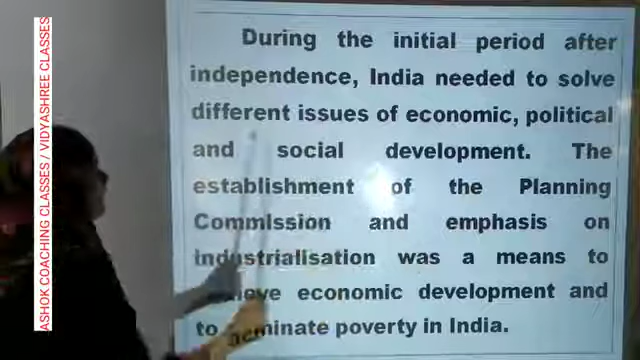 During the initial period after
independence, India needed to solve
different issues of economic, political
and social development. The
establishment of the Planning
Commission and emphasis on
industrialisation was a means to
economic development and
to poverty in India.
ASHOK COACHING CLASSES / VIDYASHREE CLASSES